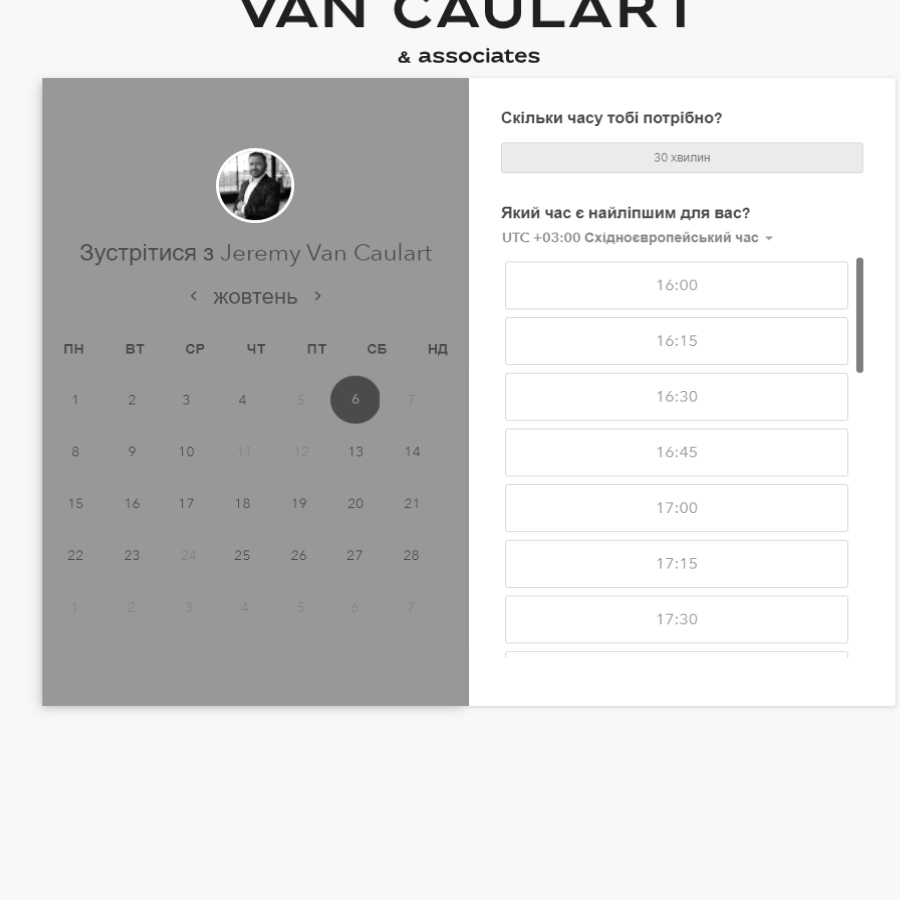 VAN CAULART
& associates
Зустрітися з Jeremy Van Caulart
жовтень
ПН ВТ СР ЧТ ПТ СБ НД
1 2 3 4 5 6 7
8 9 10 11 12 13 14
15 16 17 18 19 20 21
22 23 24 25 26 27 28
1 2 3 4 5 6 7
Скільки часу тобі потрібно?
30 хвилин
Який час є найліпшим для вас?
UTC +03:00 Східноєвропейський час
16:00
16:15
16:30
16:45
17:00
17:15
17:30